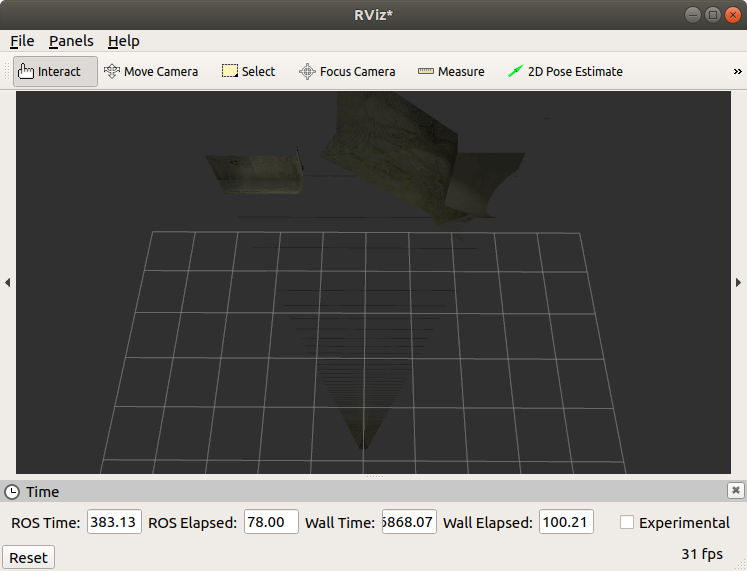 RViz*
File Panels Help
Interact Move Camera Select Focus Camera Measure 2D Pose Estimate »
Time
ROS Time: 383.13 ROS Elapsed: 78.00 Wall Time: 6868.07 Wall Elapsed: 100.21 Experimental
Reset 31 fps